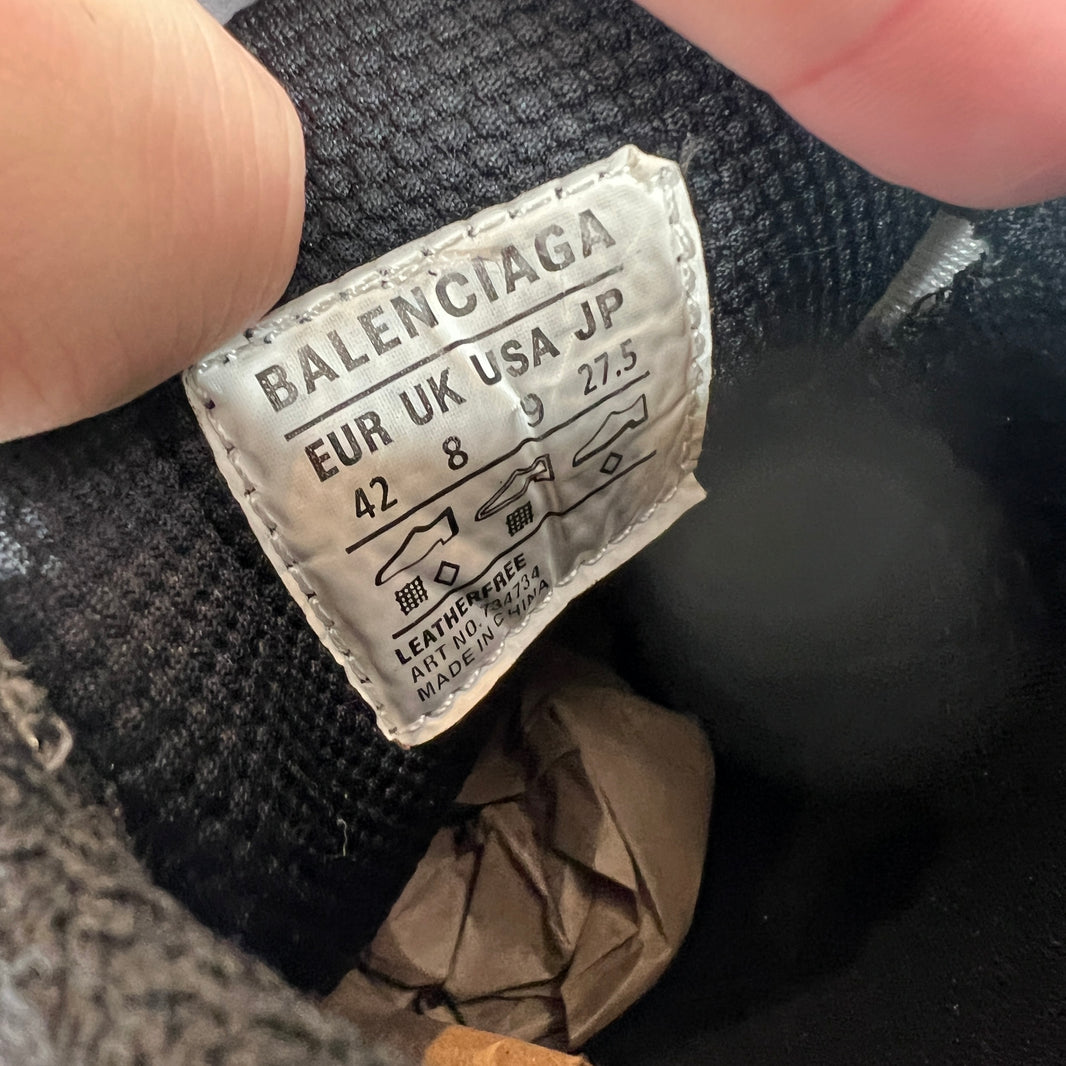 BALENCIAGA
EUR UK USA JP
42 8 9 27.5
LEATHERFREE
ART NO. 734734
MADE IN CHINA